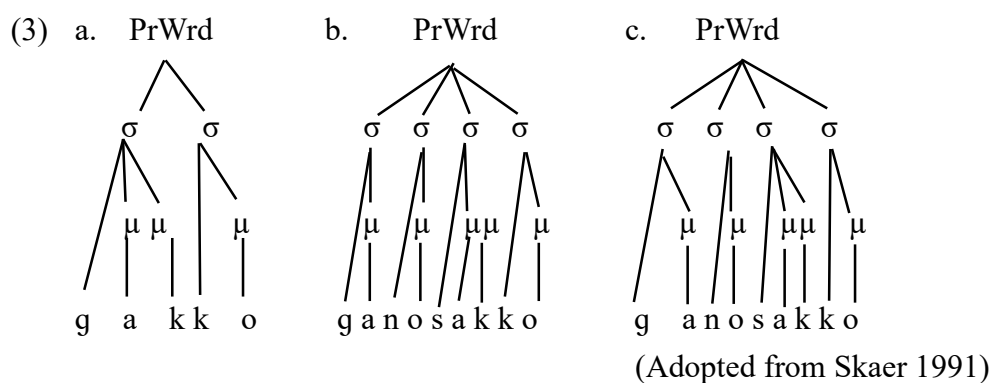 (3) a. PrWrd b. PrWrd c. PrWrd
σ σ σ σ σ σ σ σ σ σ
μ μ μ μ μ μμ μ μ μ μμ μ
g a k k o g a n o s a k k o g a n o s a k k o
(Adopted from Skaer 1991)